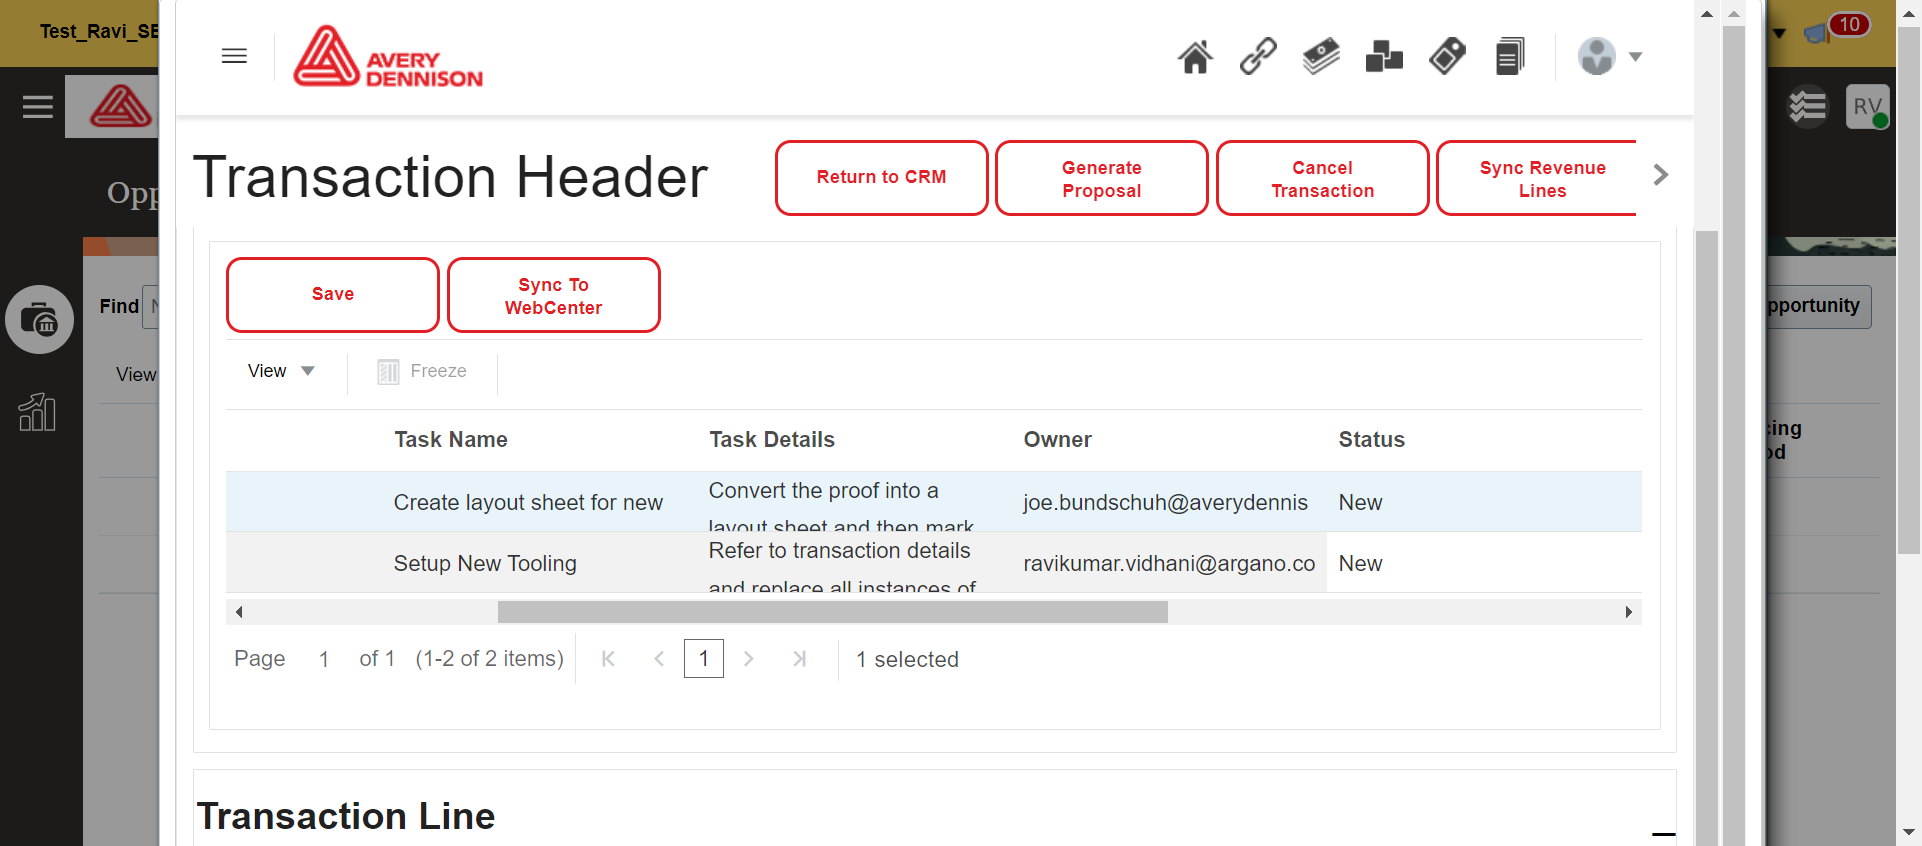 Test_Ravi_SE
10
AVERY
DENNISON
RV
Opp
Transaction Header
Return to CRM
Generate
Proposal
Cancel
Transaction
Sync Revenue
Lines
Save
Sync To
WebCenter
Find
N
pportunity
View
View
Freeze
Task Name
Task Details
Owner
Status
cing
od
Create layout sheet for new
Convert the proof into a
layout sheet and then mark
joe.bundschuh@averydennis
New
Setup New Tooling
Refer to transaction details
and replace all instances of
ravikumar.vidhani@argano.co
New
Page 1 of 1 (1-2 of 2 items)
1
1 selected
Transaction Line